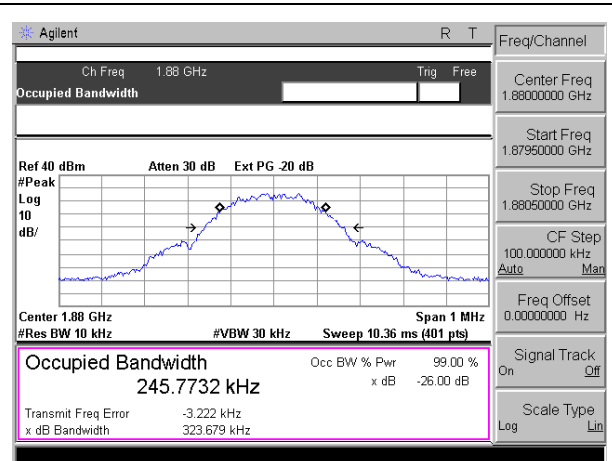 Agilent R T
Freq/Channel
Ch Freq 1.88 GHz Trig Free
Occupied Bandwidth
Center Freq
1.88000000 GHz
Start Freq
1.87950000 GHz
Stop Freq
1.88050000 GHz
CF Step
100.000000 kHz
Auto Man
Freq Offset
0.00000000 Hz
Signal Track
On Off
Scale Type
Log Lin
Ref 40 dBm Atten 30 dB Ext PG -20 dB
#Peak
Log
10
dB/
Center 1.88 GHz Span 1 MHz
#Res BW 10 kHz #VBW 30 kHz Sweep 10.36 ms (401 pts)
Occupied Bandwidth Occ BW % Pwr 99.00 %
245.7732 kHz x dB -26.00 dB
Transmit Freq Error -3.222 kHz
x dB Bandwidth 323.679 kHz